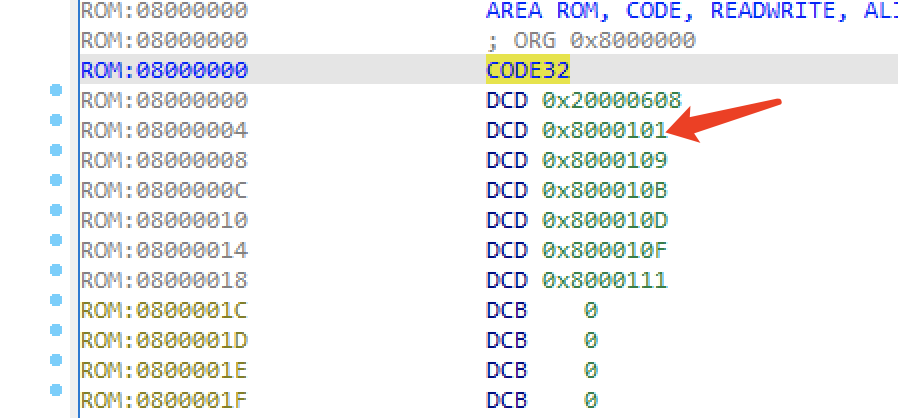 ROM:08000000 AREA ROM, CODE, READWRITE,
ROM:08000000 ; ORG 0x8000000
ROM:08000000 CODE32
ROM:08000000 DCD 0x20000608
ROM:08000004 DCD 0x8000101
ROM:08000008 DCD 0x8000109
ROM:0800000C DCD 0x800010B
ROM:08000010 DCD 0x800010D
ROM:08000014 DCD 0x800010F
ROM:08000018 DCD 0x8000111
ROM:0800001C DCB 0
ROM:0800001D DCB 0
ROM:0800001E DCB 0
ROM:0800001F DCB 0